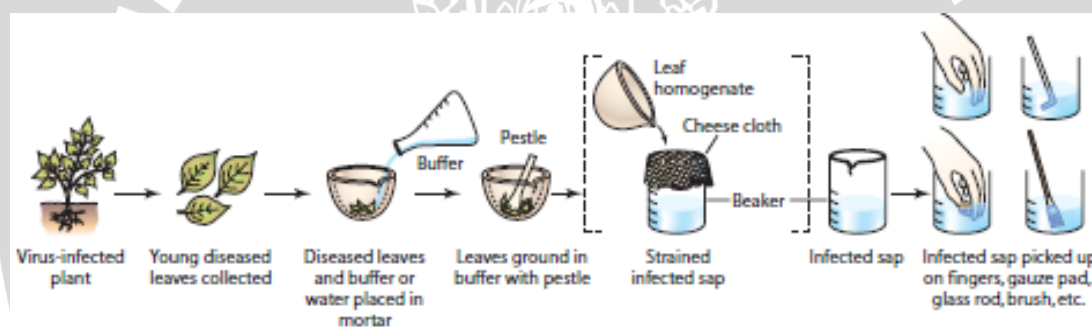 Leaf
homogenate
Cheese cloth
Pestle
Buffer
Beaker
Virus-infected
plant
Young diseased
leaves collected
Diseased leaves
and buffer or
water placed in
mortar
Leaves ground in
buffer with pestle
Strained
infected sap
Infected sap
Infected sap picked up
on fingers, gauze pad,
glass rod, brush, etc.